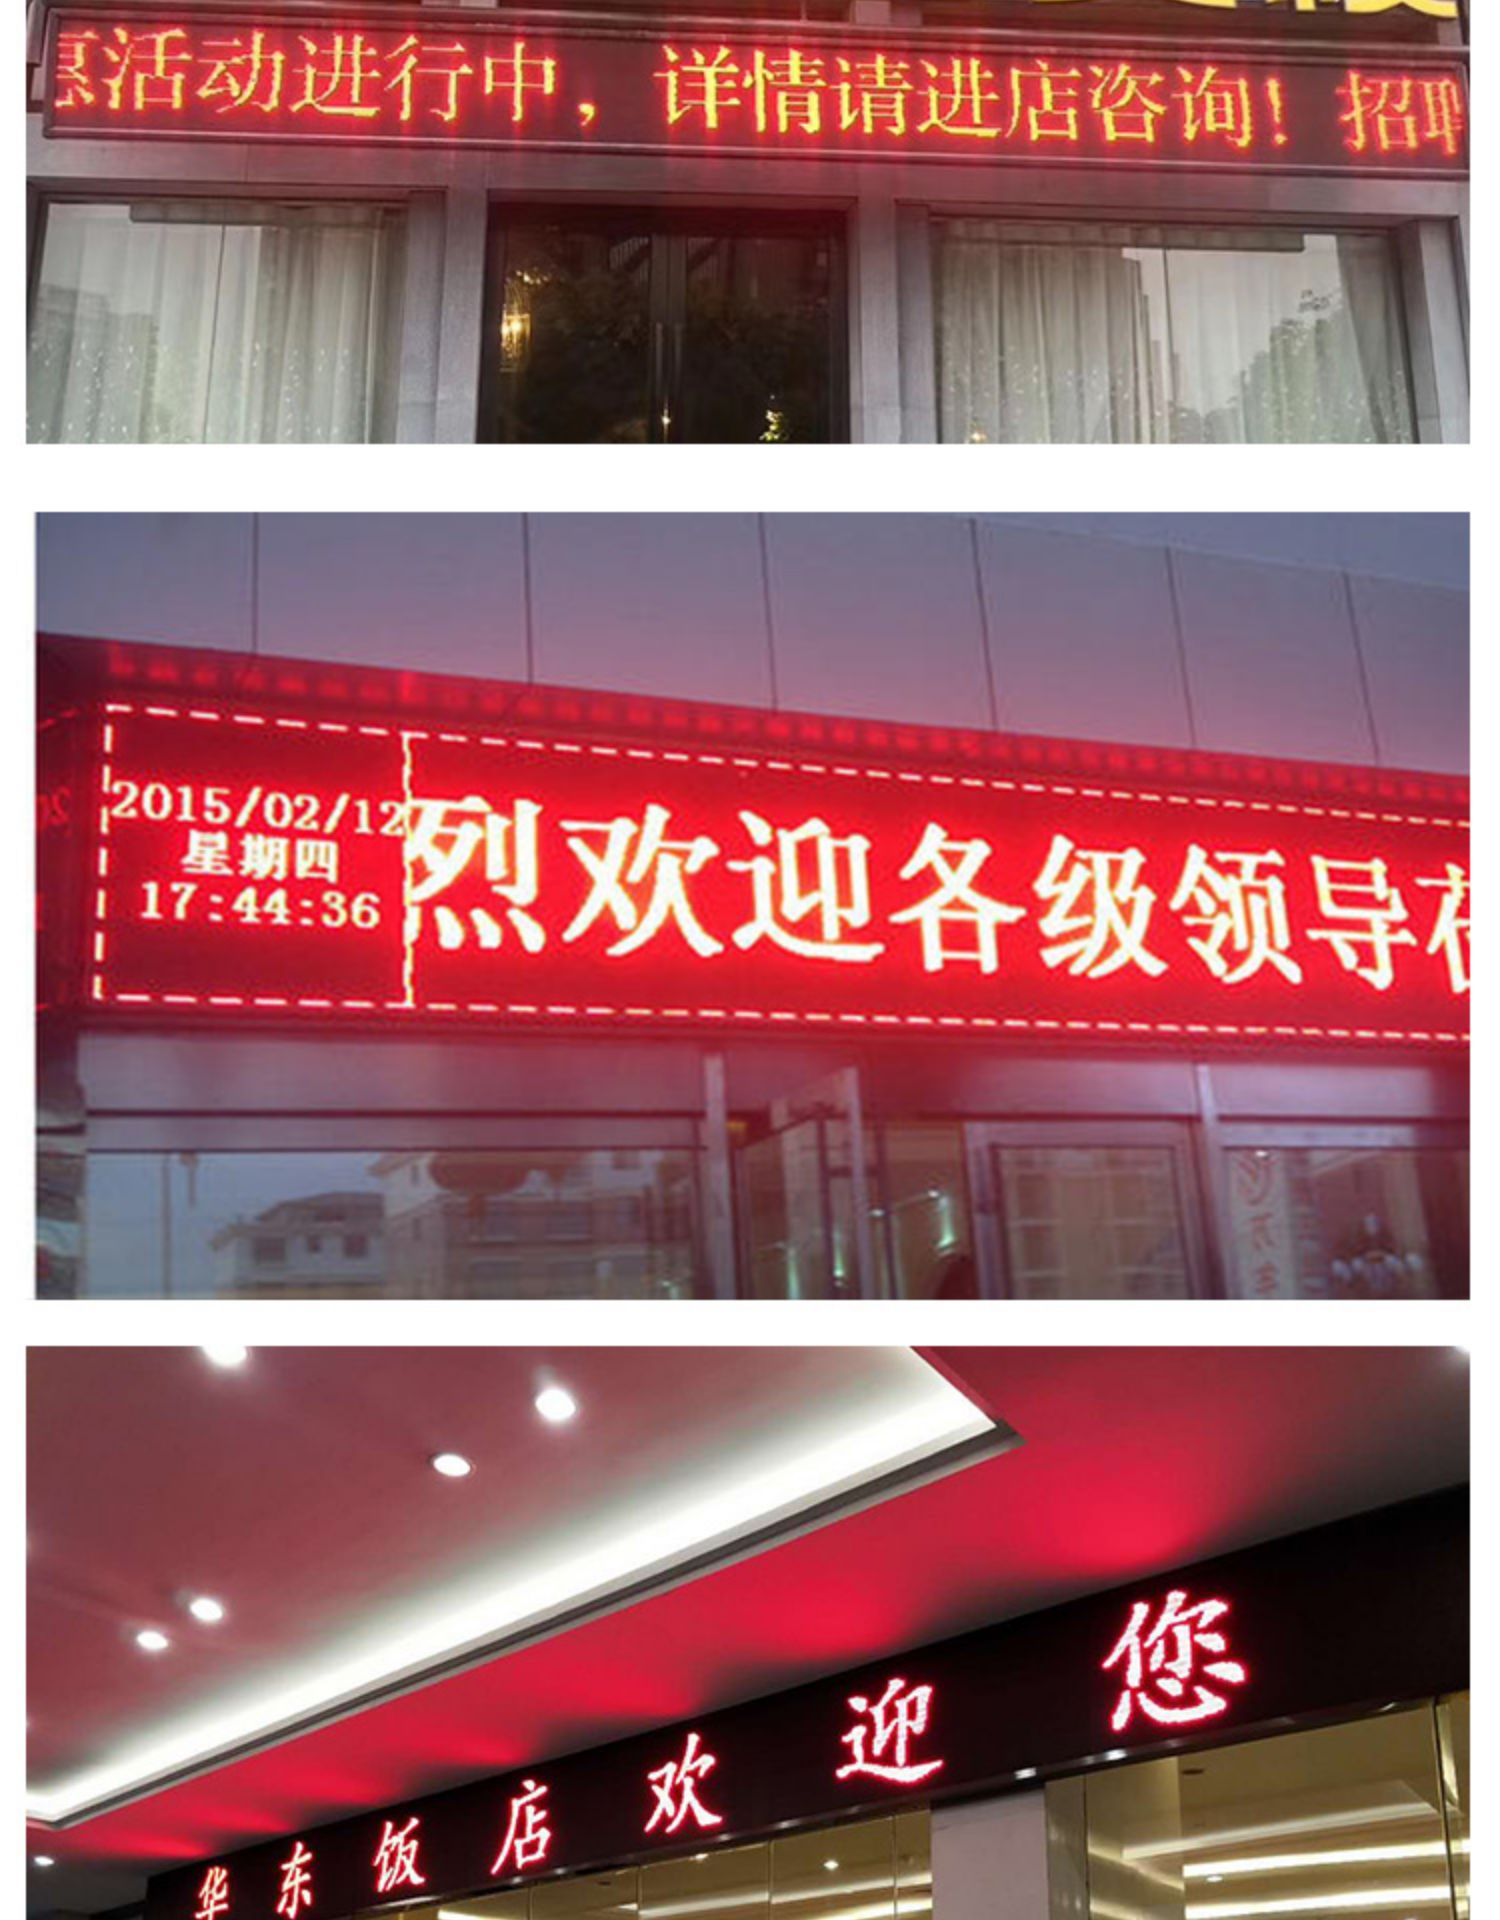 活动进行中，详情请进店咨询！招
2015/02/12
星期四
17:44:36
烈欢迎各级领导
华东饭店欢迎您